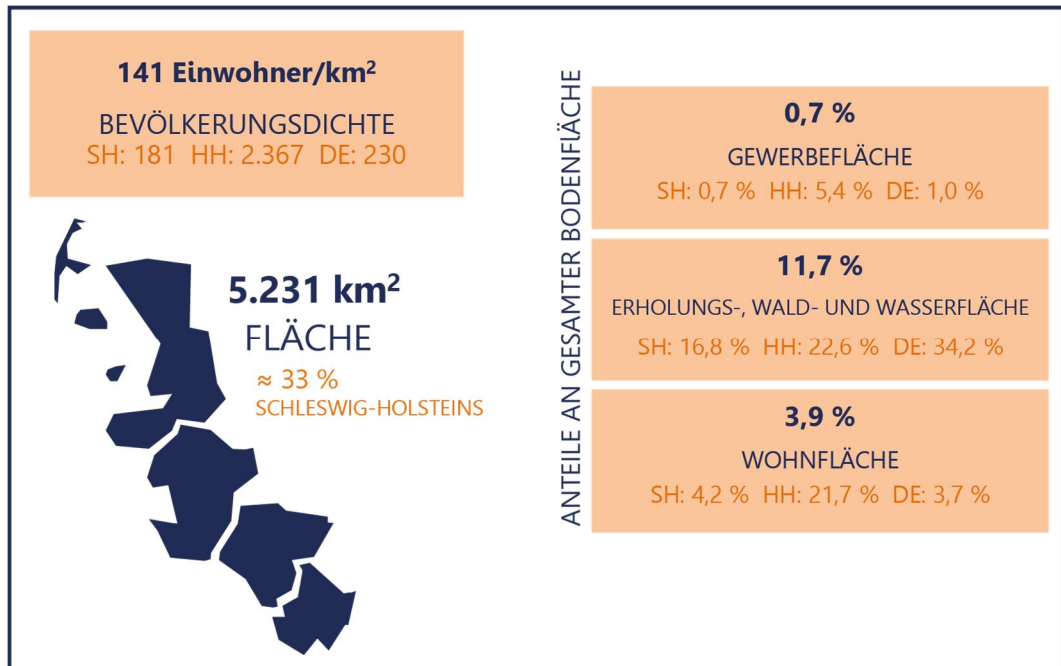 141 Einwohner/km²
BEVÖLKERUNGSDICHTE
SH: 181 HH: 2.367 DE: 230
5.231 km²
FLÄCHE
≈ 33 %
SCHLESWIG-HOLSTEINS
ANTEILE AN GESAMTER BODENFLÄCHE
0,7 %
GEWERBEFLÄCHE
SH: 0,7 % HH: 5,4 % DE: 1,0 %
11,7 %
ERHOLUNGS-, WALD- UND WASSERFLÄCHE
SH: 16,8 % HH: 22,6 % DE: 34,2 %
3,9 %
WOHNFLÄCHE
SH: 4,2 % HH: 21,7 % DE: 3,7 %